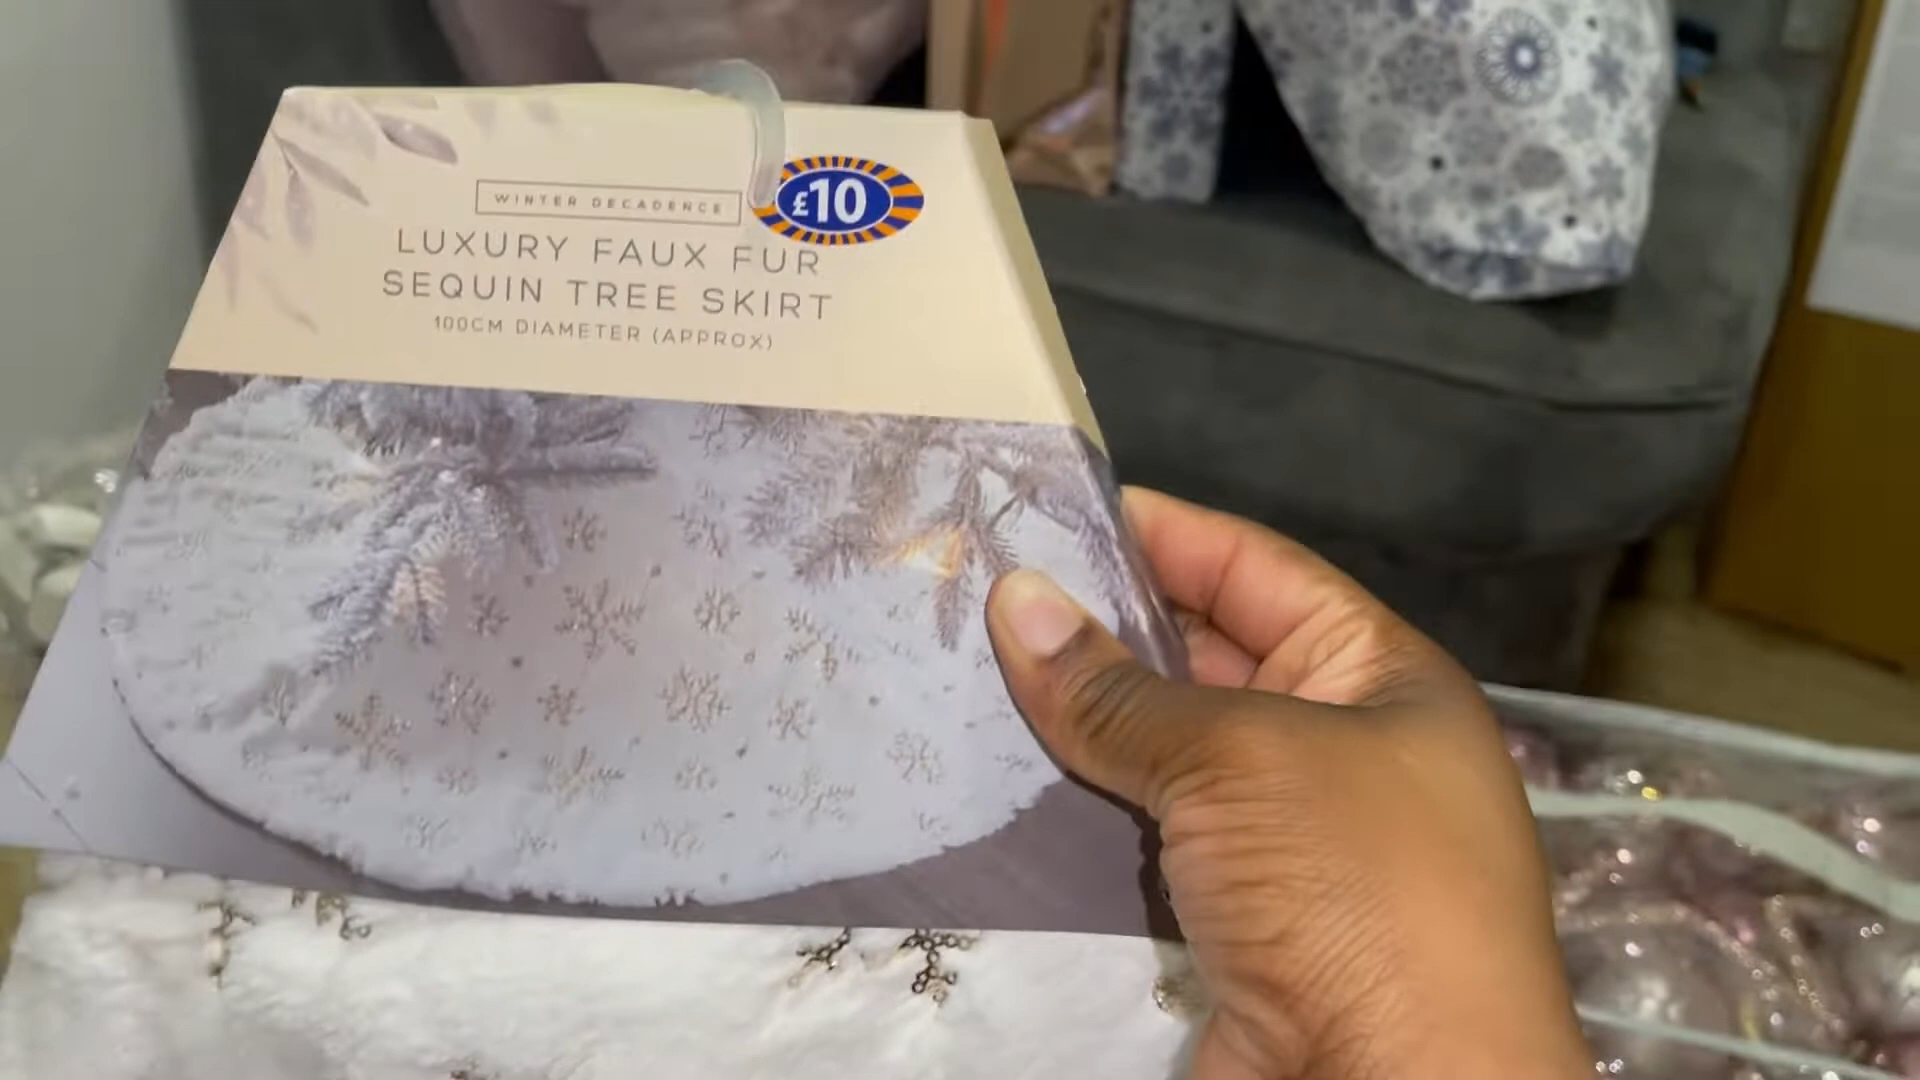 WINTER DECADENCE
£10
LUXURY FAUX FUR
SEQUIN TREE SKIRT
100CM DIAMETER (APPROX)